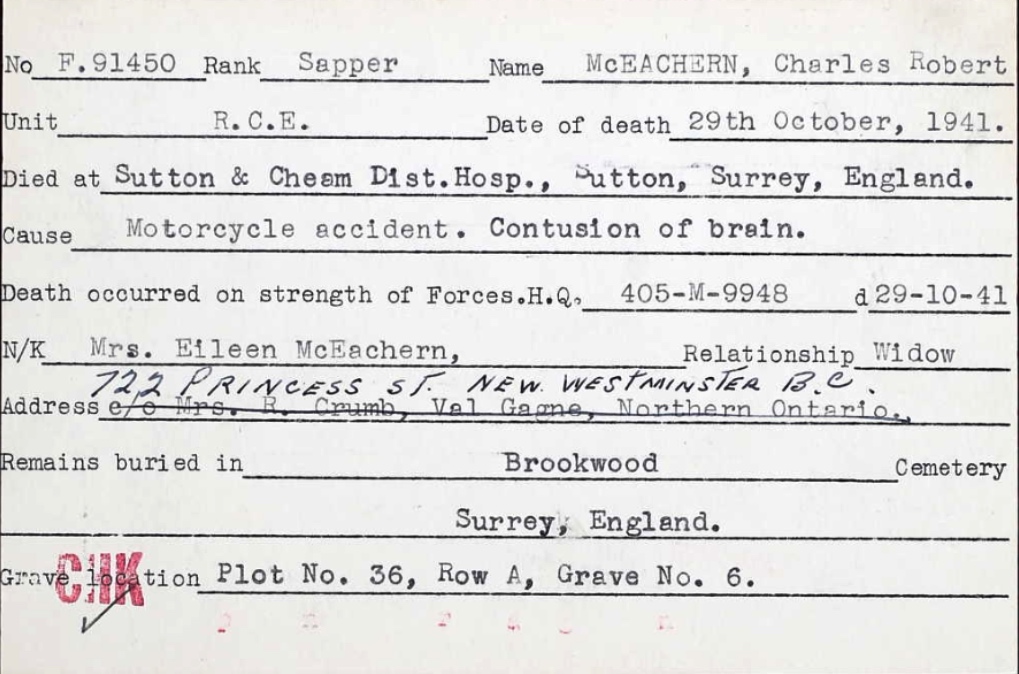 No F.91450 Rank Sapper Name McEACHERN, Charles Robert
Unit R.C.E. Date of death 29th October, 1941.
Died at Sutton & Cheam Dist.Hosp., Sutton, Surrey, England.
Cause Motorcycle accident. Contusion of brain.
Death occurred on strength of Forces.H.Q. 405-M-9948 d 29-10-41
N/K Mrs. Eileen McEachern, Relationship Widow
722 PRINCESS ST. NEW WESTMINSTER B.C.
Address c/o Mrs. R. Crumb, Val Gagne, Northern Ontario.
Remains buried in Brookwood Cemetery
Surrey, England.
Grave location Plot No. 36, Row A, Grave No. 6.
CHK